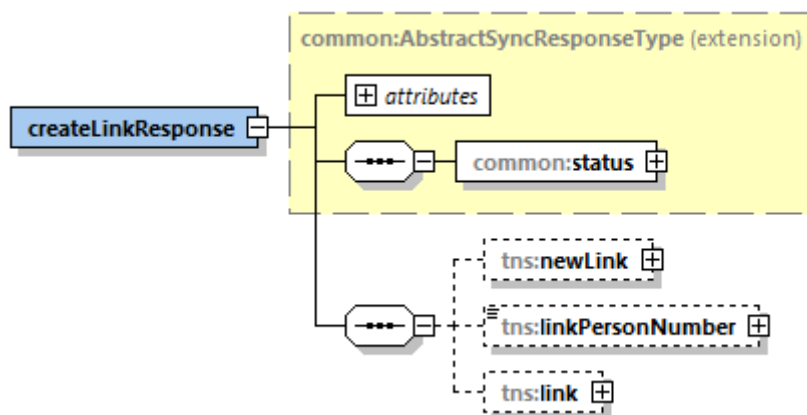 common:AbstractSyncResponseType (extension)
attributes
createLinkResponse
common:status
tns:newLink
tns:linkPersonNumber
tns:link